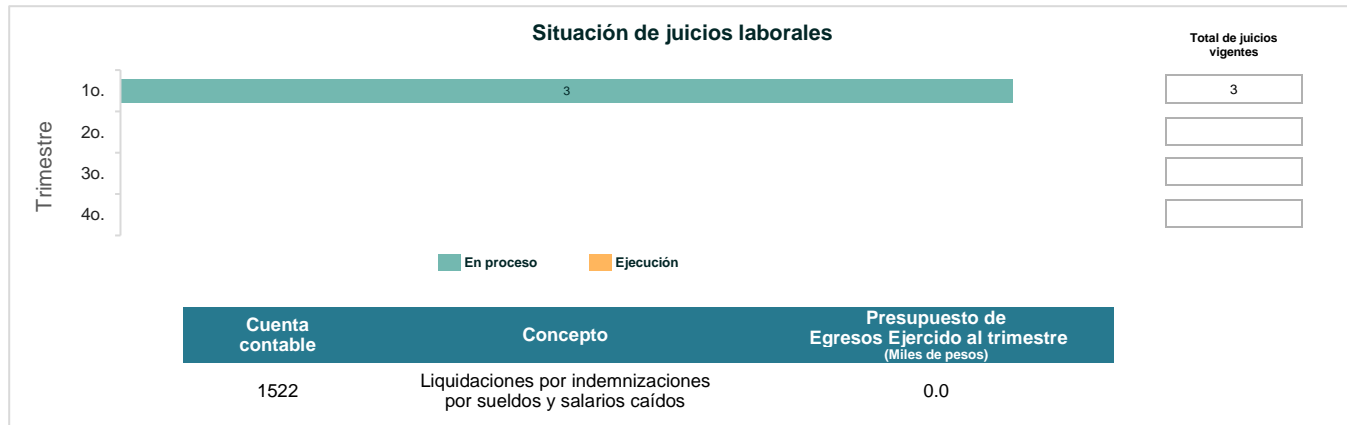 Situación de juicios laborales
Total de juicios
vigentes
Trimestre
1o.
3
3
2o.
3o.
4o.
En proceso
Ejecución
Cuenta
contable
Concepto
Presupuesto de
Egresos Ejercido al trimestre
(Miles de pesos)
1522
Liquidaciones por indemnizaciones
por sueldos y salarios caídos
0.0